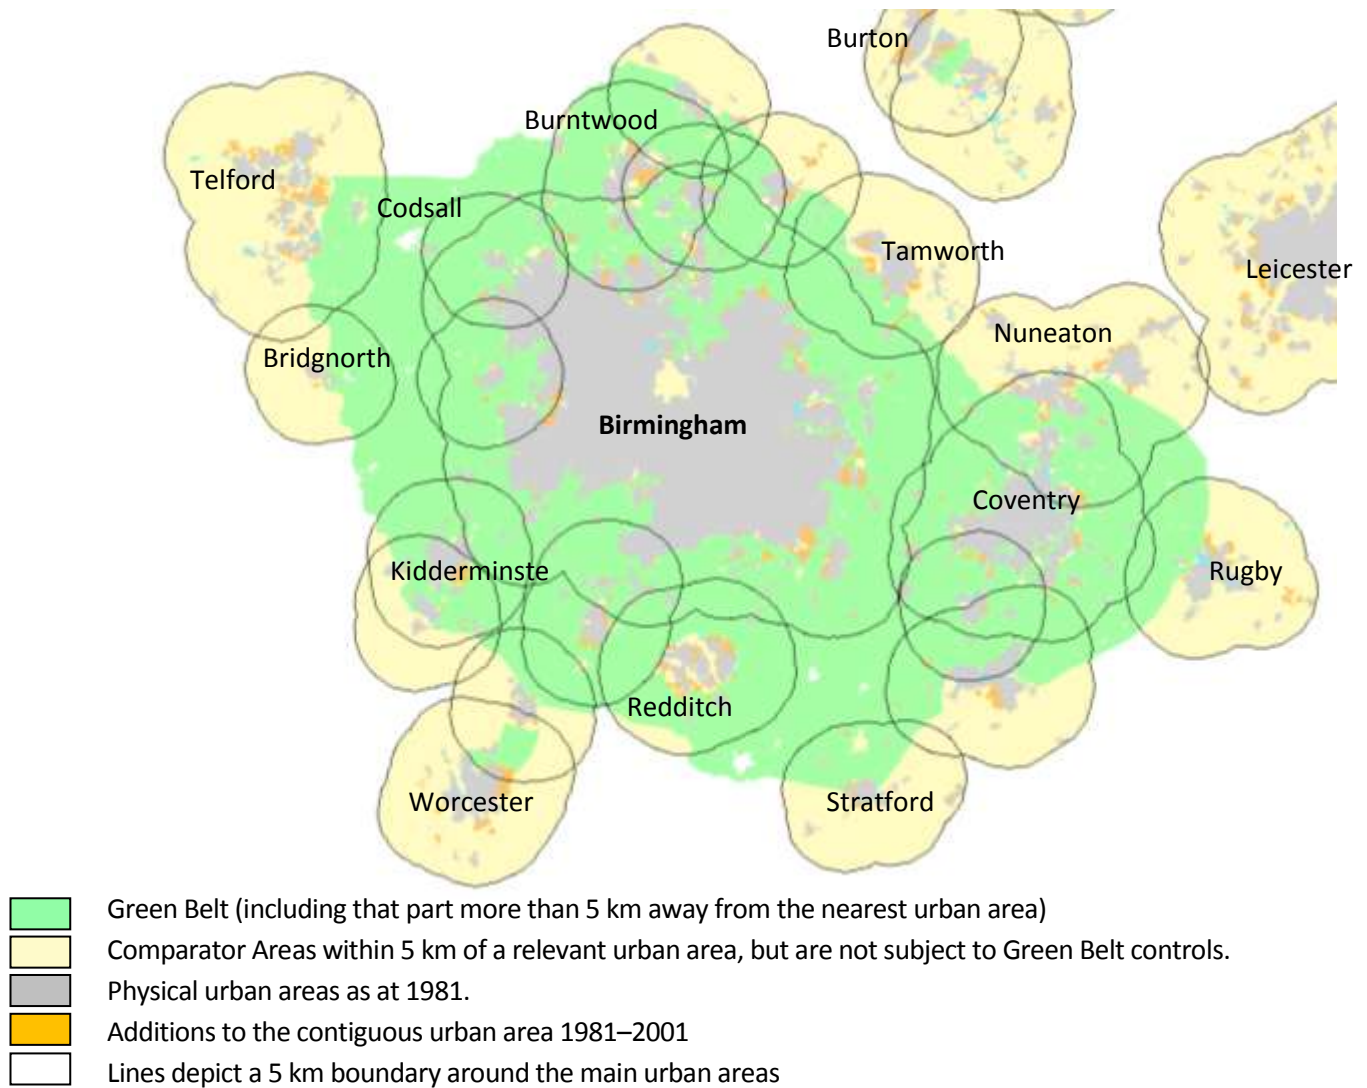 Burton
Burntwood
Telford
Codsall
Tamworth
Leicester
Nuneaton
Bridgnorth
Birmingham
Coventry
Kidderminste
Rugby
Redditch
Worcester
Stratford
Green Belt (including that part more than 5 km away from the nearest urban area)
Comparator Areas within 5 km of a relevant urban area, but are not subject to Green Belt controls.
Physical urban areas as at 1981.
Additions to the contiguous urban area 1981–2001
Lines depict a 5 km boundary around the main urban areas